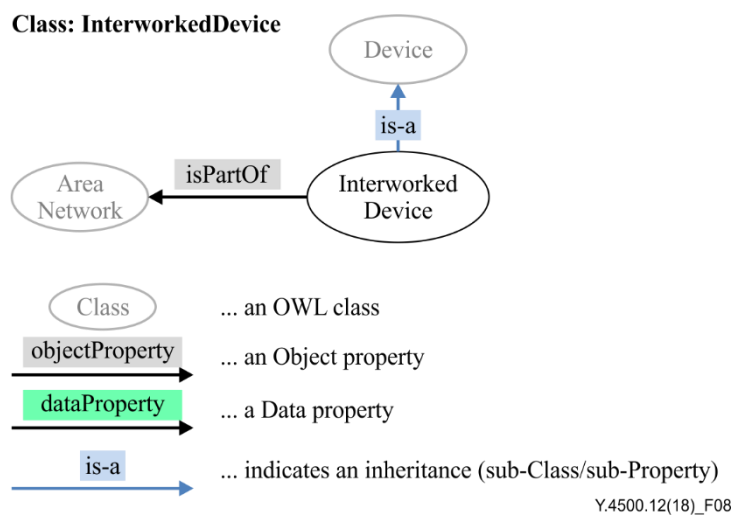 Class: InterworkedDevice
Device
is-a
isPartOf
Area
Network
Interworked
Device
Class ... an OWL class
objectProperty ... an Object property
dataProperty ... a Data property
is-a ... indicates an inheritance (sub-Class/sub-Property)
Y.4500.12(18)_F08